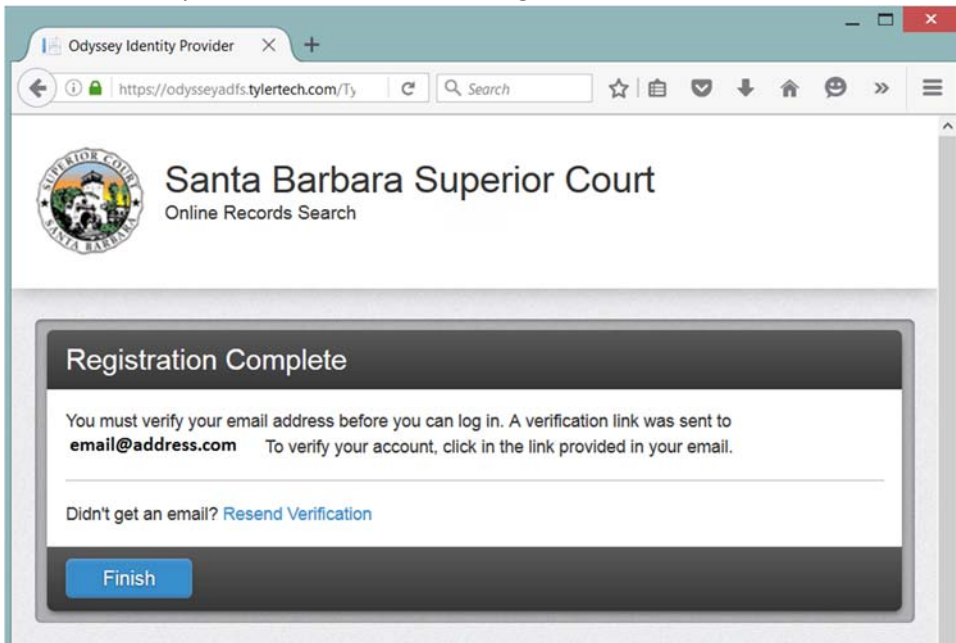 Odyssey Identity Provider
https://odysseyadfs.tylertech.com/Ty
Search
SUPERIOR COURT
SANTA BARBARA
Santa Barbara Superior Court
Online Records Search
Registration Complete
You must verify your email address before you can log in. A verification link was sent to
email@address.com To verify your account, click in the link provided in your email.
Didn't get an email? Resend Verification
Finish